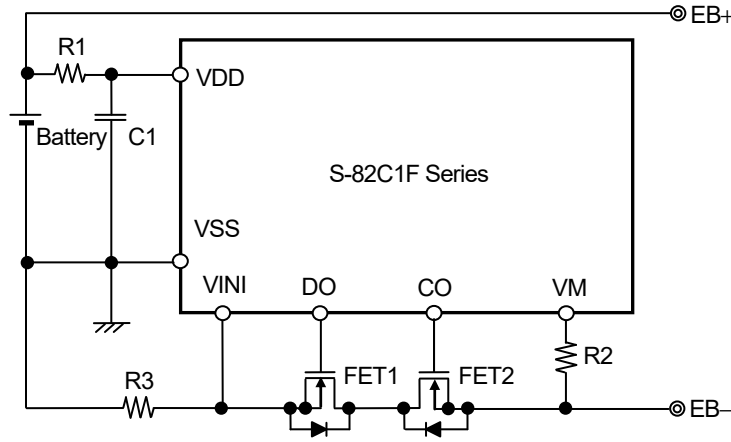 EB+
R1
VDD
Battery
C1
S-82C1F Series
VSS
VINI
DO
CO
VM
R2
R3
FET1
FET2
EB−